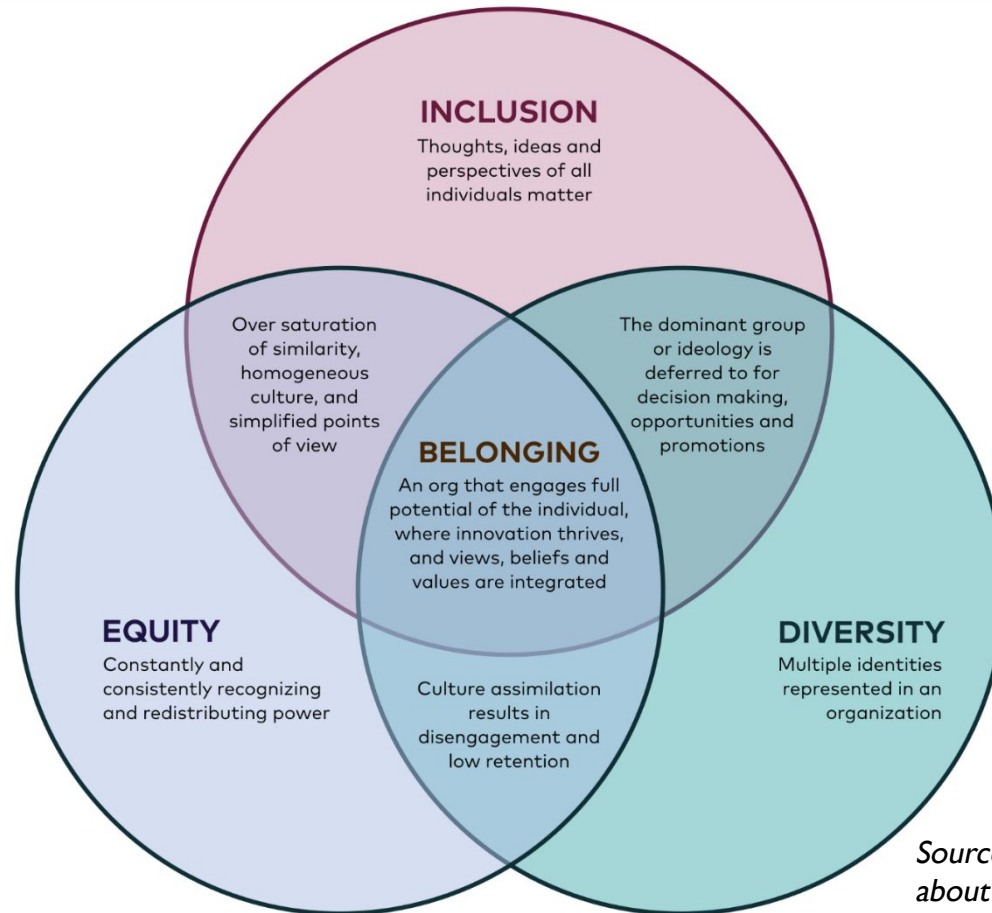 INCLUSION
Thoughts, ideas and
perspectives of all
individuals matter
Over saturation
of similarity,
homogeneous
culture, and
simplified points
of view
The dominant group
or ideology is
deferred to for
decision making,
opportunities and
promotions
BELONGING
An org that engages full
potential of the individual,
where innovation thrives,
and views, beliefs and
values are integrated
EQUITY
Constantly and
consistently recognizing
and redistributing power
DIVERSITY
Multiple identities
represented in an
organization
Culture assimilation
results in
disengagement and
low retention
Source
about